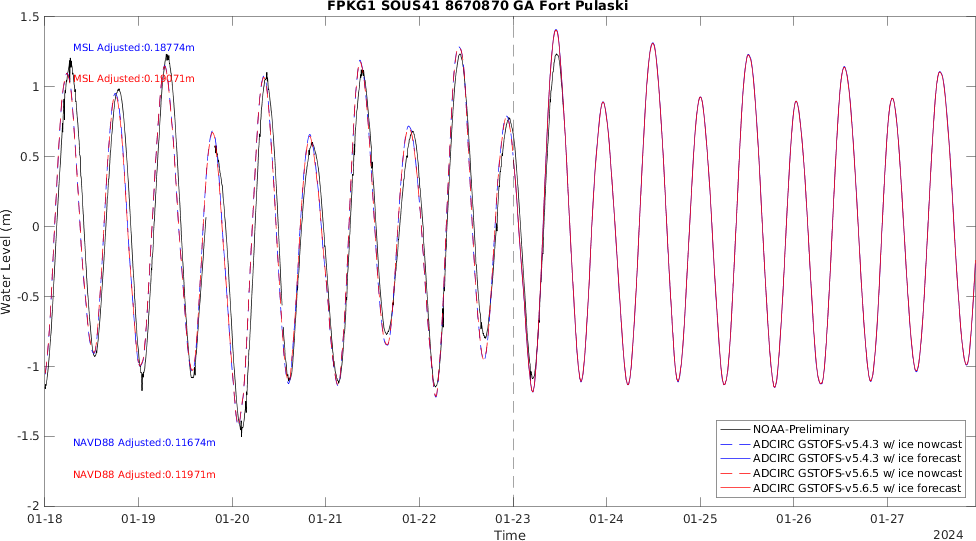 FPKG1 SOUS41 8670870 GA Fort Pulaski
1.5
MSL Adjusted:0.18774m
MSL Adjusted:0.19071m
1
0.5
0
-0.5
-1
-1.5
-2
Water Level (m)
NAVD88 Adjusted:0.11674m
NAVD88 Adjusted:0.11971m
NOAA-Preliminary
ADCIRC GSTOFS-v5.4.3 w/ ice nowcast
ADCIRC GSTOFS-v5.4.3 w/ ice forecast
ADCIRC GSTOFS-v5.6.5 w/ ice nowcast
ADCIRC GSTOFS-v5.6.5 w/ ice forecast
01-18 01-19 01-20 01-21 01-22 01-23 01-24 01-25 01-26 01-27
Time
2024